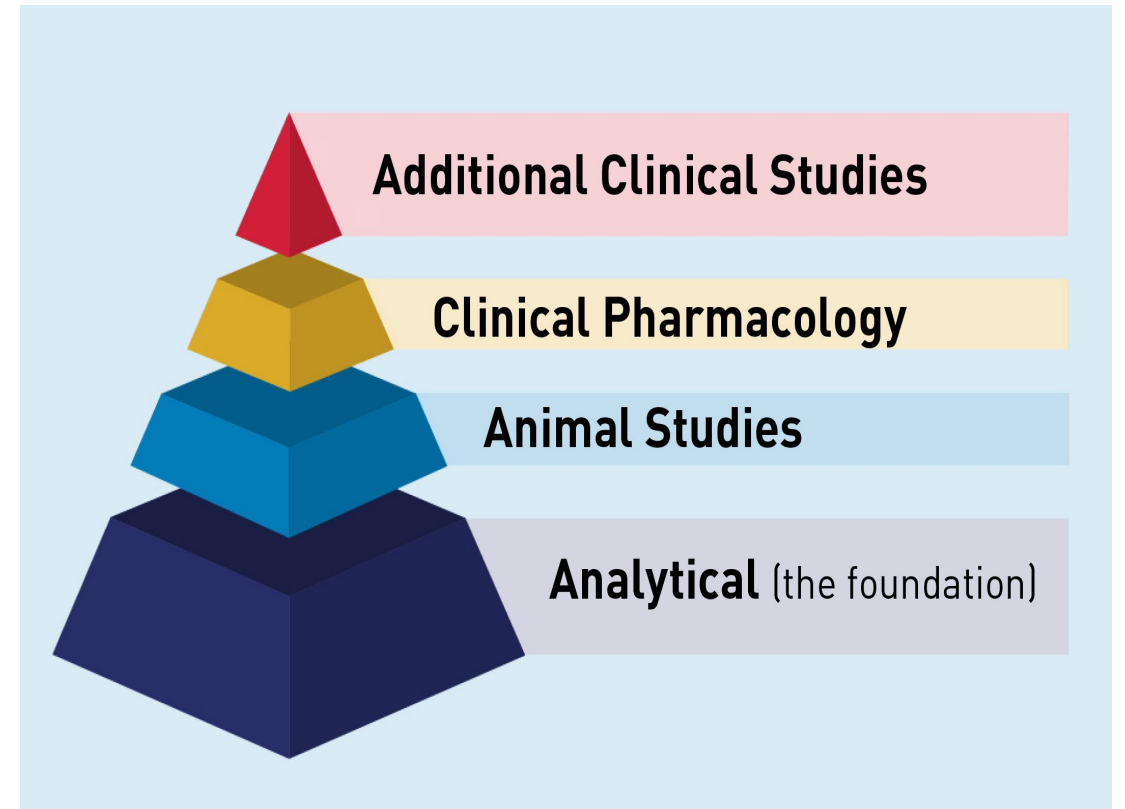 Additional Clinical Studies
Clinical Pharmacology
Animal Studies
Analytical (the foundation)